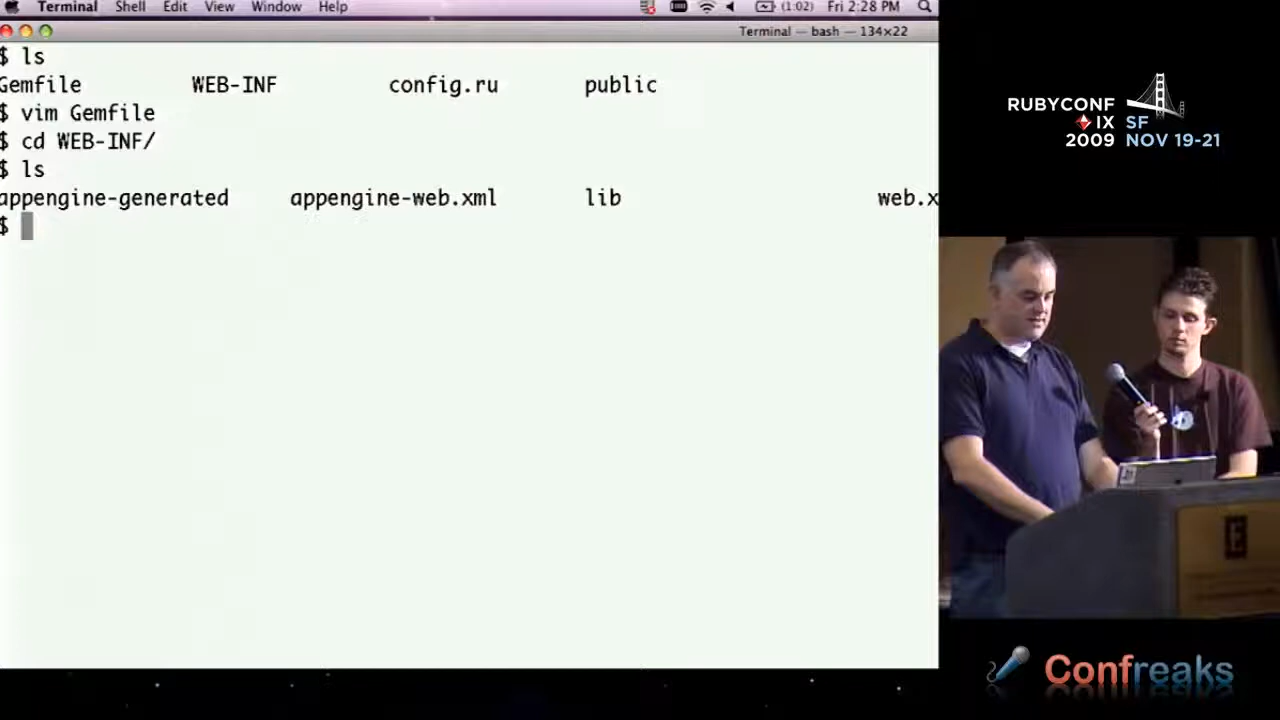 Terminal Shell Edit View Window Help (1:02) Fri 2:28 PM
Terminal — bash — 134×22
$ ls
Gemfile WEB-INF config.ru public
$ vim Gemfile
$ cd WEB-INF/
$ ls
appengine-generated appengine-web.xml lib web.x
$
RUBYCONF
IX SF
2009 NOV 19-21
E
Confreaks